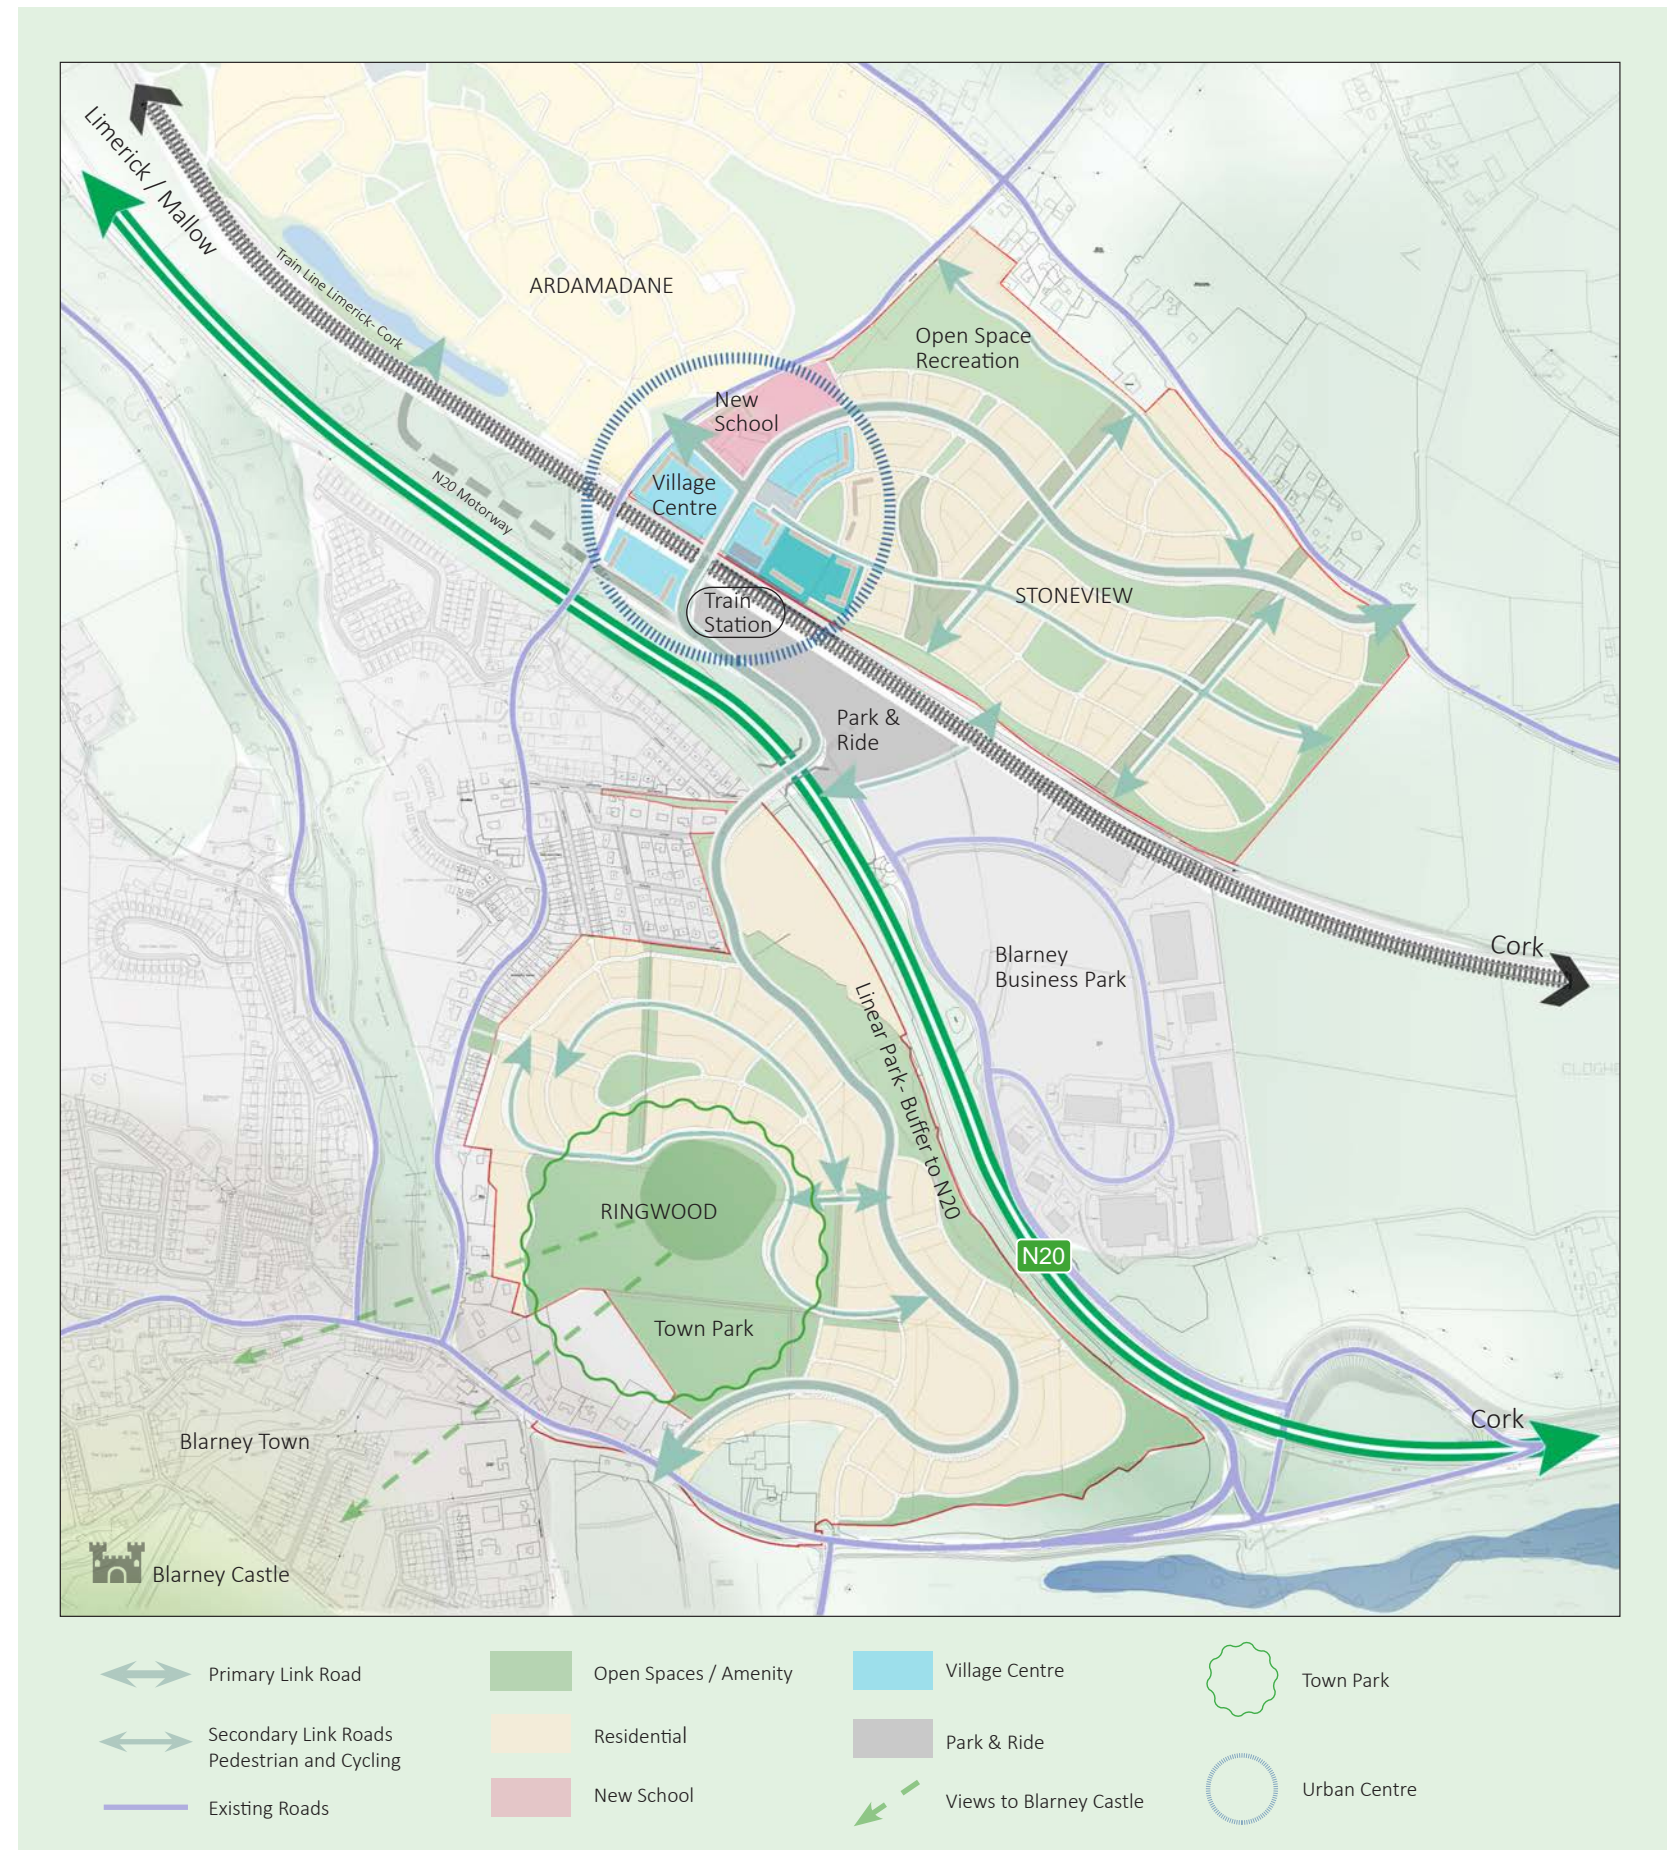 Limerick / Mallow
Train Line Limerick- Cork
ARDAMADANE
Open Space
Recreation
New
School
Village
Centre
N20 Motorway
STONEVIEW
Train
Station
Park &
Ride
Cork
Blarney
Business Park
Linear Park- Buffer to N20
RINGWOOD
N20
Town Park
Cork
Blarney Town
Blarney Castle
Primary Link Road
Secondary Link Roads
Pedestrian and Cycling
Existing Roads
Open Spaces / Amenity
Residential
New School
Village Centre
Park & Ride
Views to Blarney Castle
Town Park
Urban Centre